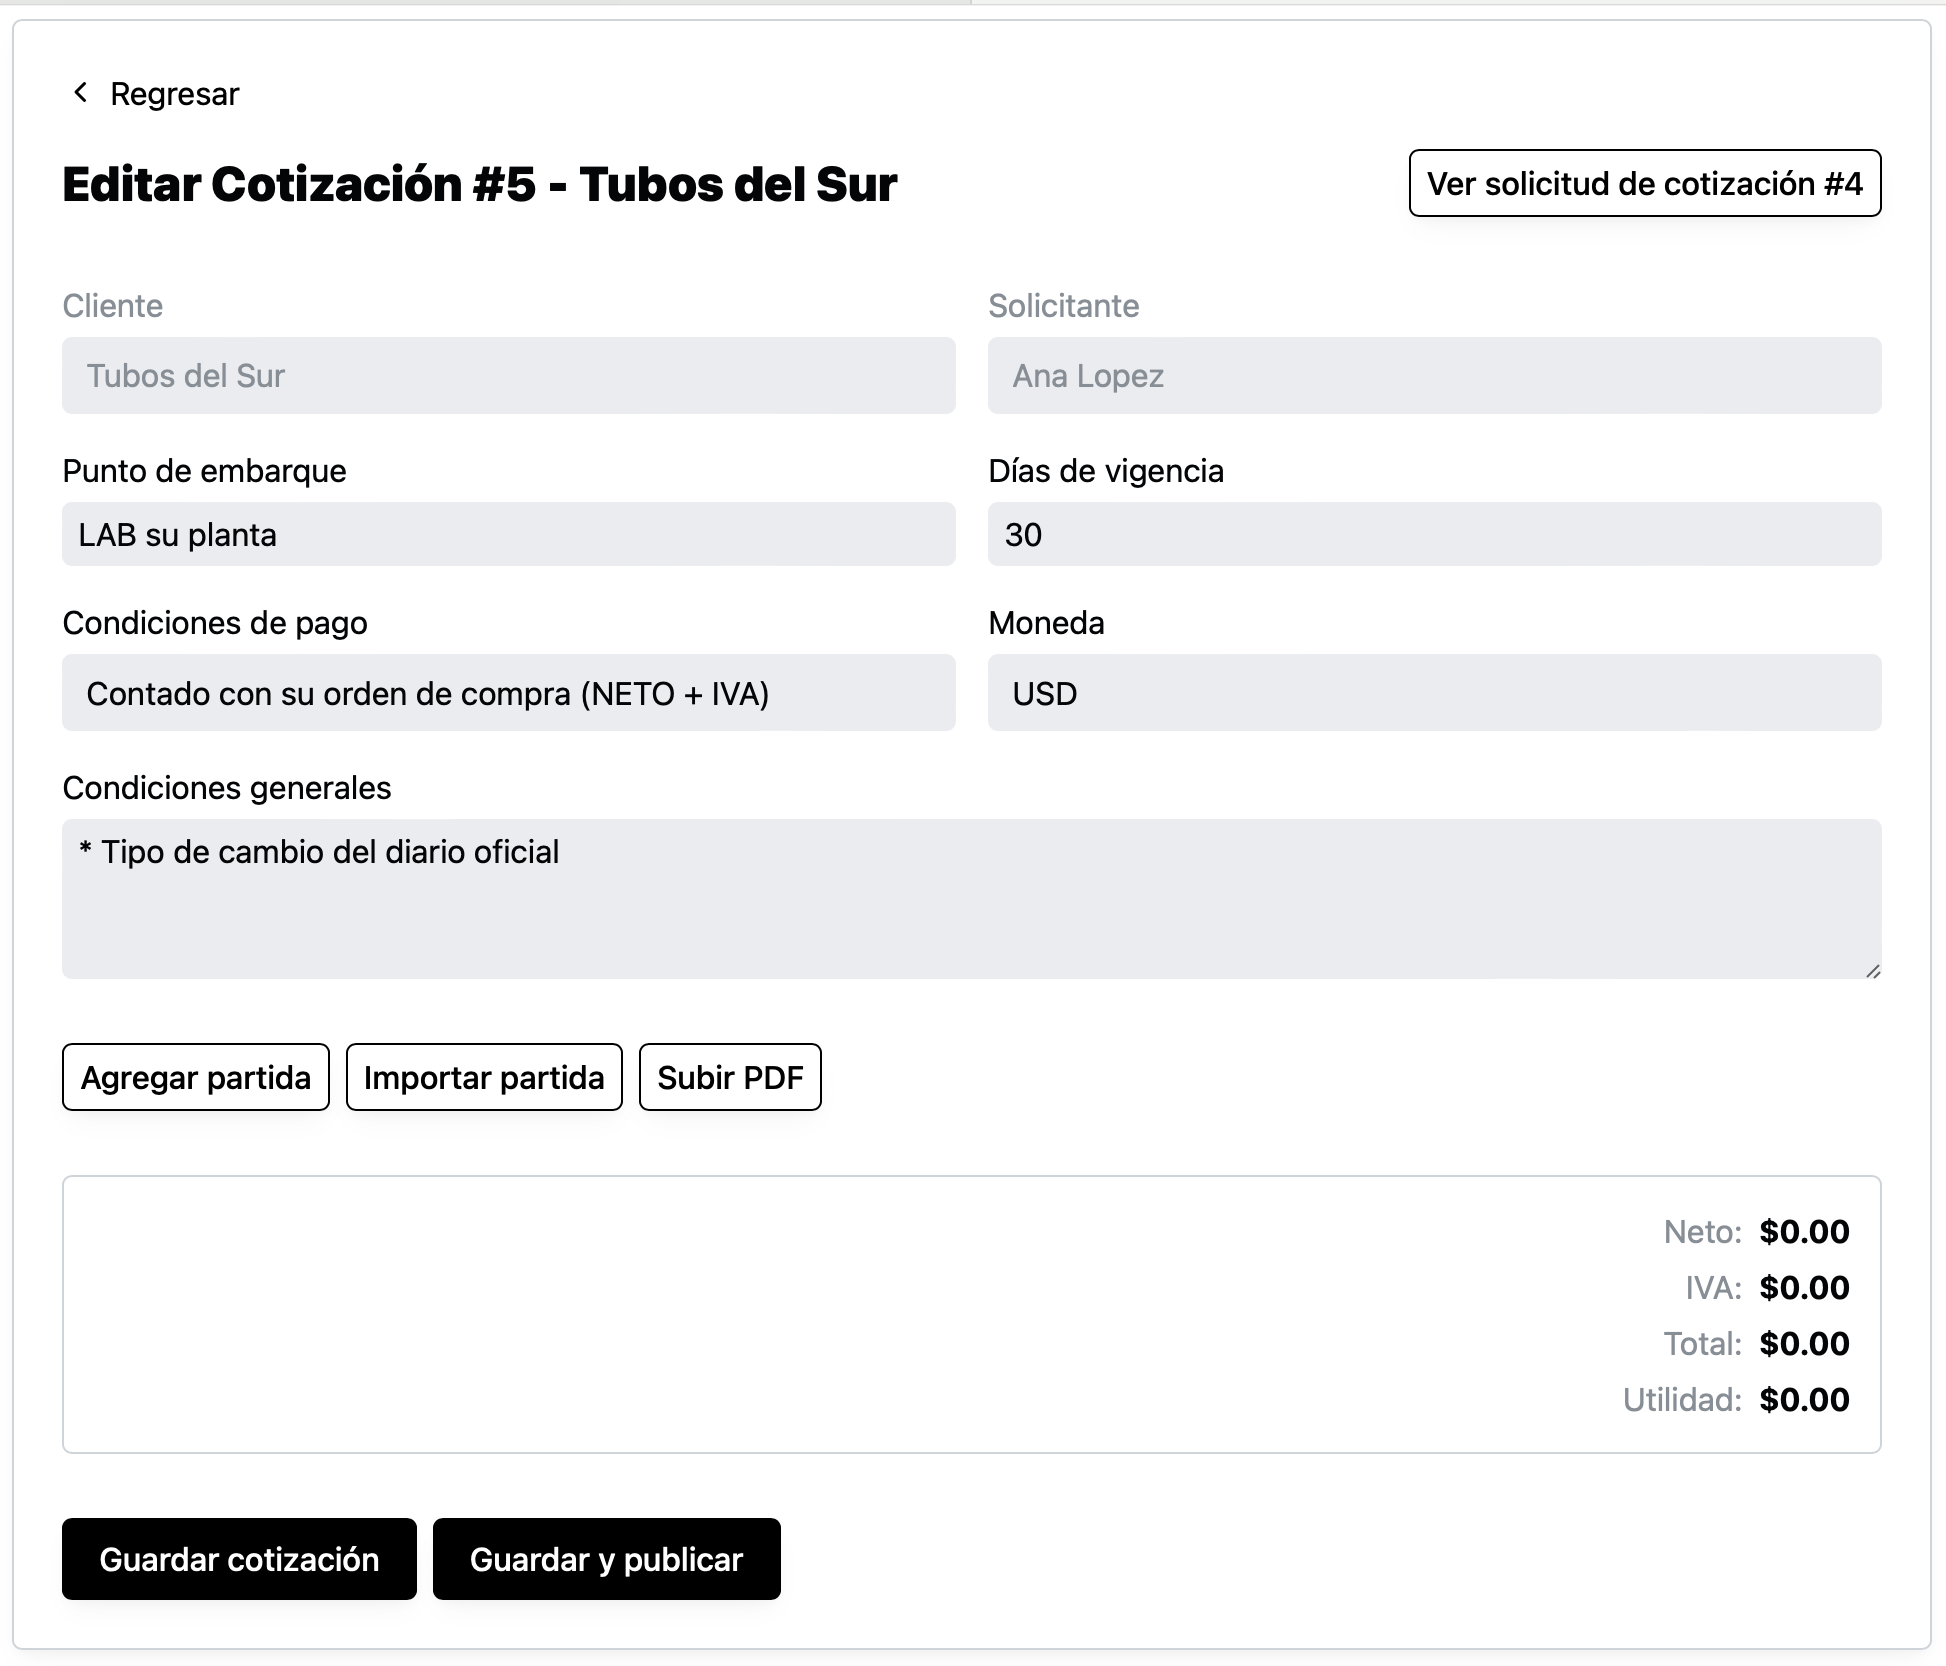 Regresar
Editar Cotización #5 - Tubos del Sur
Ver solicitud de cotización #4
Cliente
Solicitante
Tubos del Sur
Ana Lopez
Punto de embarque
Días de vigencia
LAB su planta
30
Condiciones de pago
Moneda
Contado con su orden de compra (NETO + IVA)
USD
Condiciones generales
* Tipo de cambio del diario oficial
Agregar partida
Importar partida
Subir PDF
Neto: $0.00
IVA: $0.00
Total: $0.00
Utilidad: $0.00
Guardar cotización
Guardar y publicar